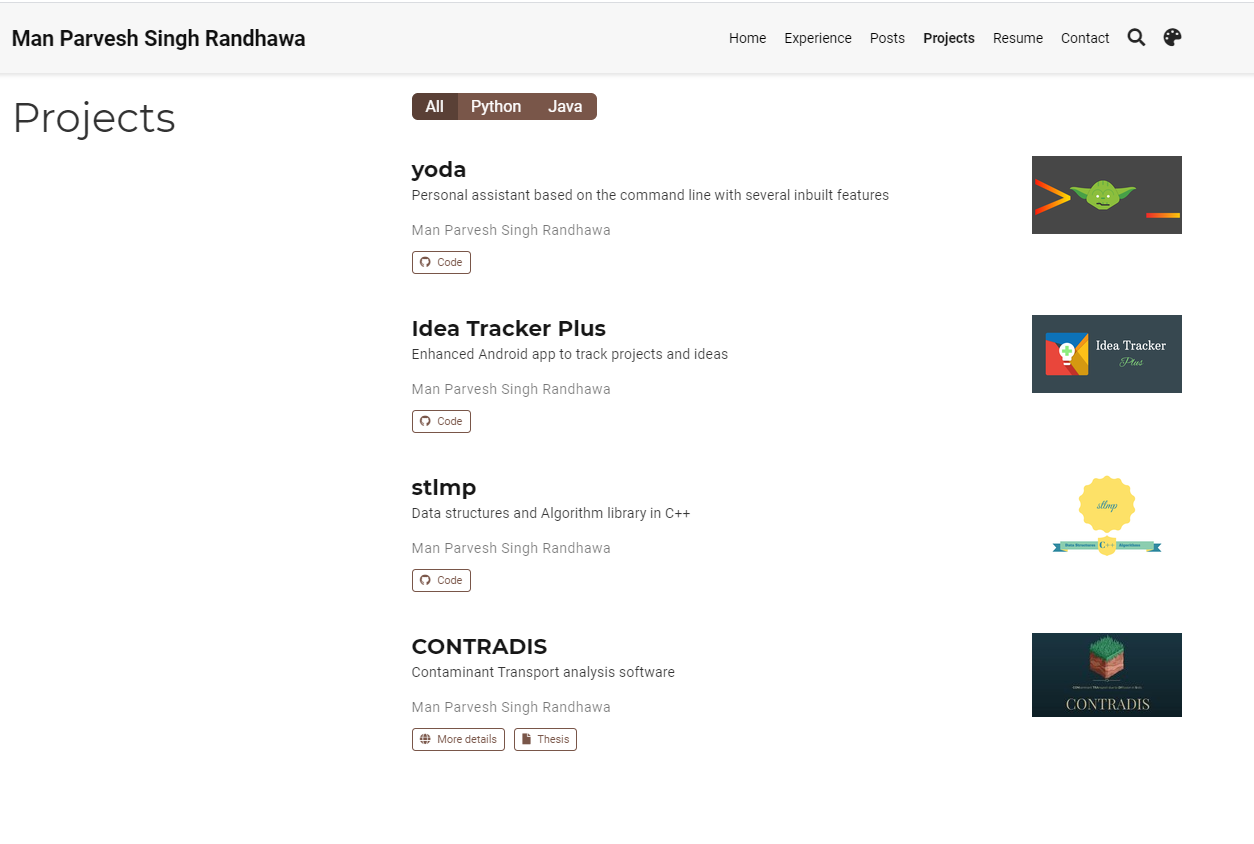 Man Parvesh Singh Randhawa
Home Experience Posts Projects Resume Contact
Projects
All Python Java
yoda
Personal assistant based on the command line with several inbuilt features
Man Parvesh Singh Randhawa
Code
Idea Tracker Plus
Enhanced Android app to track projects and ideas
Man Parvesh Singh Randhawa
Code
Idea Tracker
Plus
stlmp
Data structures and Algorithm library in C++
Man Parvesh Singh Randhawa
Code
stlmp
Data Structures C++ Algorithms
CONTRADIS
Contaminant Transport analysis software
Man Parvesh Singh Randhawa
More details Thesis
CONTRADIS